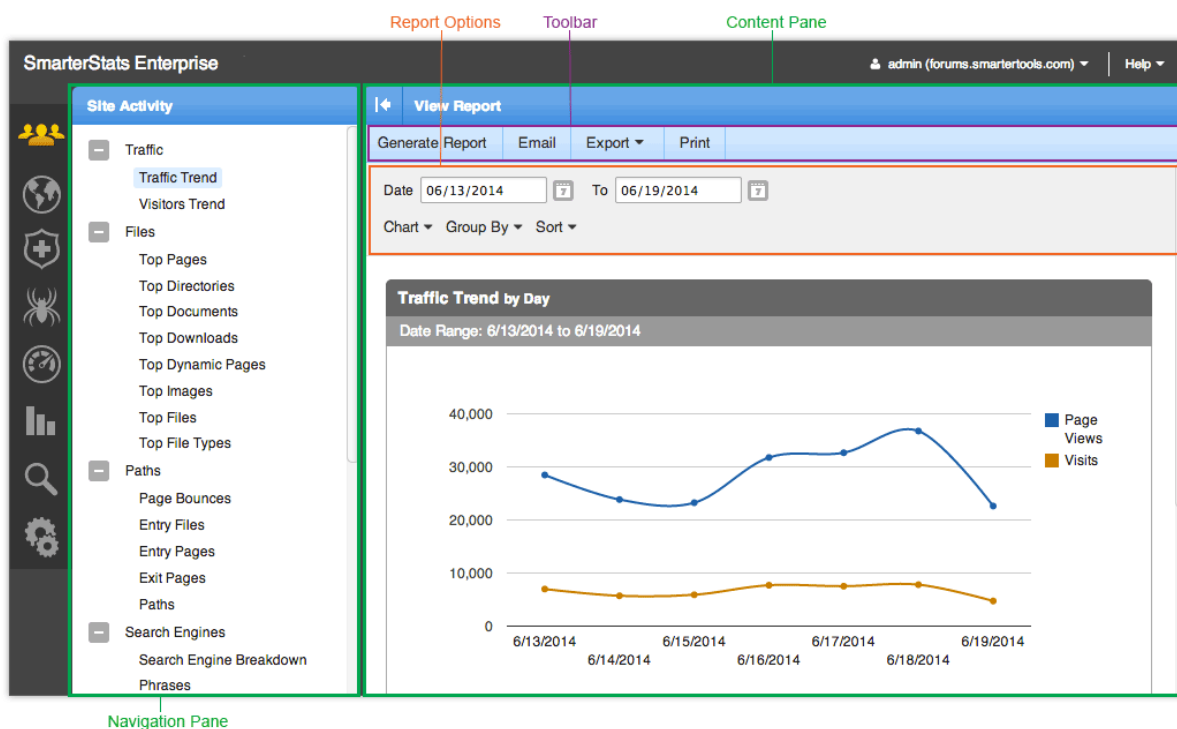 Report Options
Toolbar
Content Pane
SmarterStats Enterprise
admin (forums.smartertools.com)
Help
Site Activity
Traffic
Traffic Trend
Visitors Trend
Files
Top Pages
Top Directories
Top Documents
Top Downloads
Top Dynamic Pages
Top Images
Top Files
Top File Types
Paths
Page Bounces
Entry Files
Entry Pages
Exit Pages
Paths
Search Engines
Search Engine Breakdown
Phrases
View Report
Generate Report Email Export Print
Date 06/13/2014 7 To 06/19/2014 7
Chart Group By Sort
Traffic Trend by Day
Date Range: 6/13/2014 to 6/19/2014
40,000
30,000
20,000
10,000
0
6/13/2014
6/14/2014
6/15/2014
6/16/2014
6/17/2014
6/18/2014
6/19/2014
Page
Views
Visits
Navigation Pane